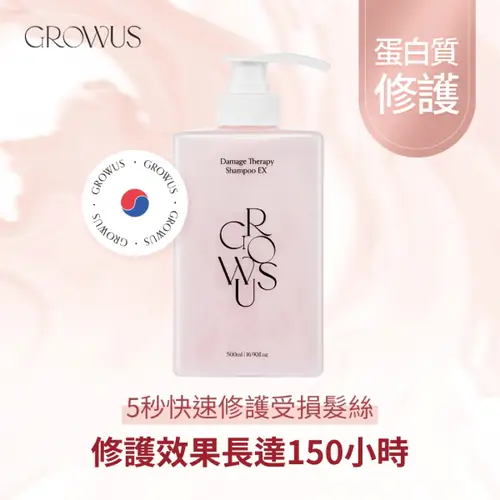 GROWUS
蛋白質
修護
GROWUS · GROWUS · GROWUS · GROWUS ·
Damage Therapy
Shampoo EX
GROWUS
500ml | 16.90fl.oz
5秒快速修護受損髮絲
修護效果長達150小時